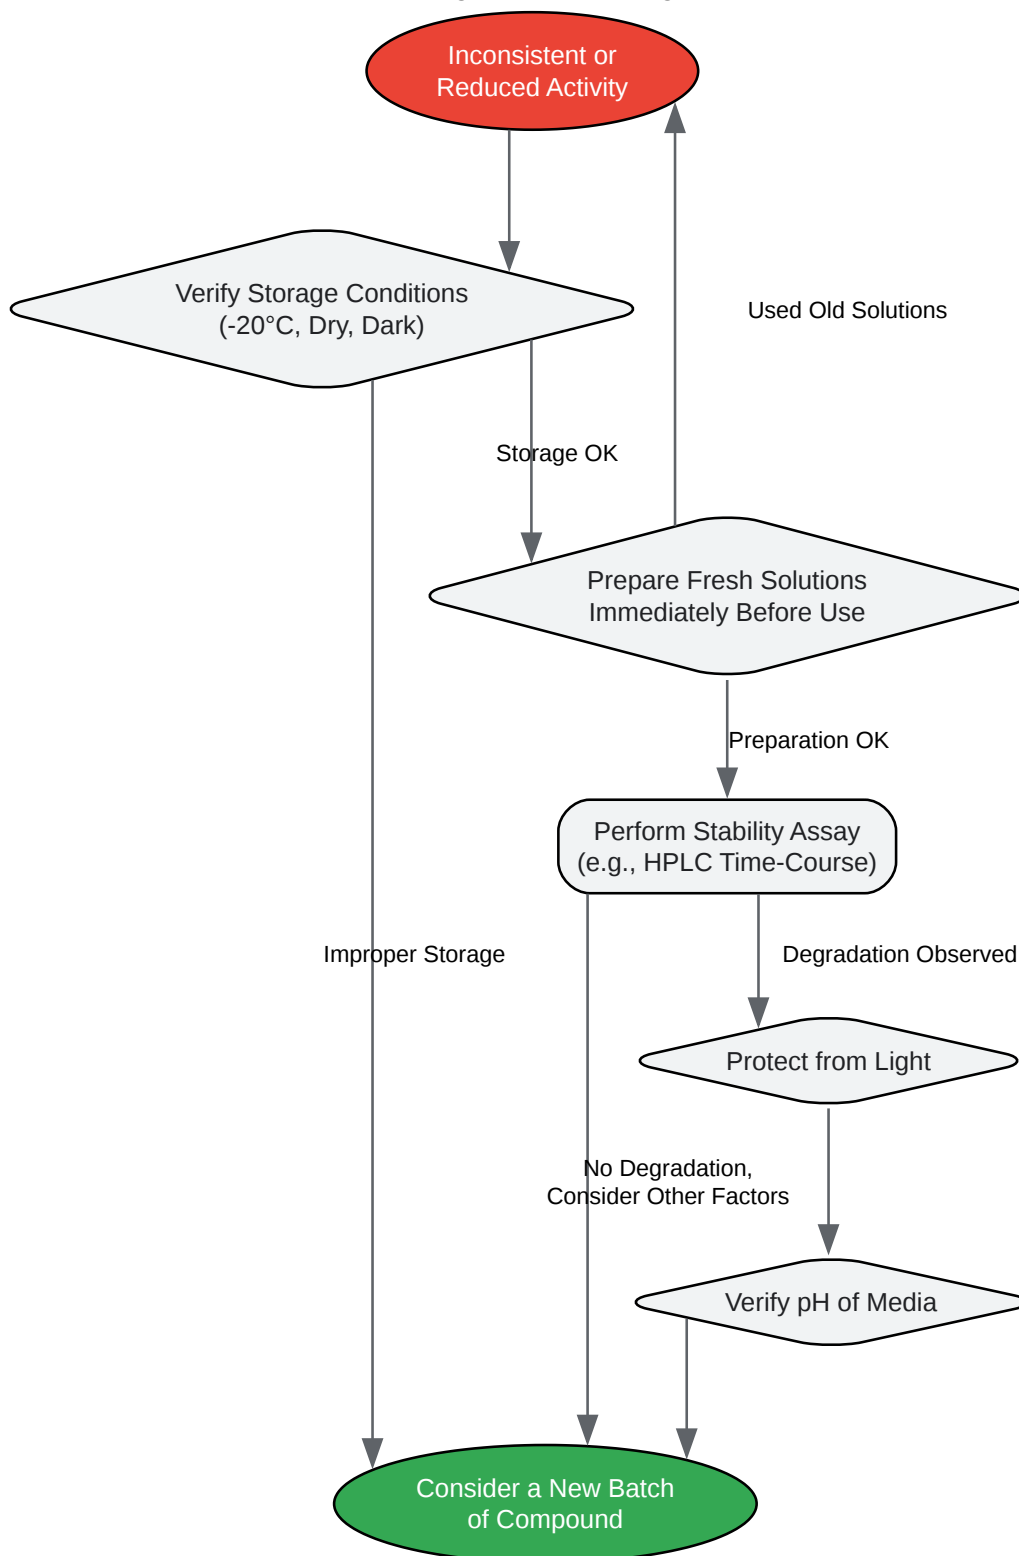 Inconsistent or
Reduced Activity
Verify Storage Conditions
(-20°C, Dry, Dark)
Used Old Solutions
Storage OK
Prepare Fresh Solutions
Immediately Before Use
Preparation OK
Perform Stability Assay
(e.g., HPLC Time-Course)
Improper Storage
Degradation Observed
Protect from Light
No Degradation,
Consider Other Factors
Verify pH of Media
Consider a New Batch
of Compound